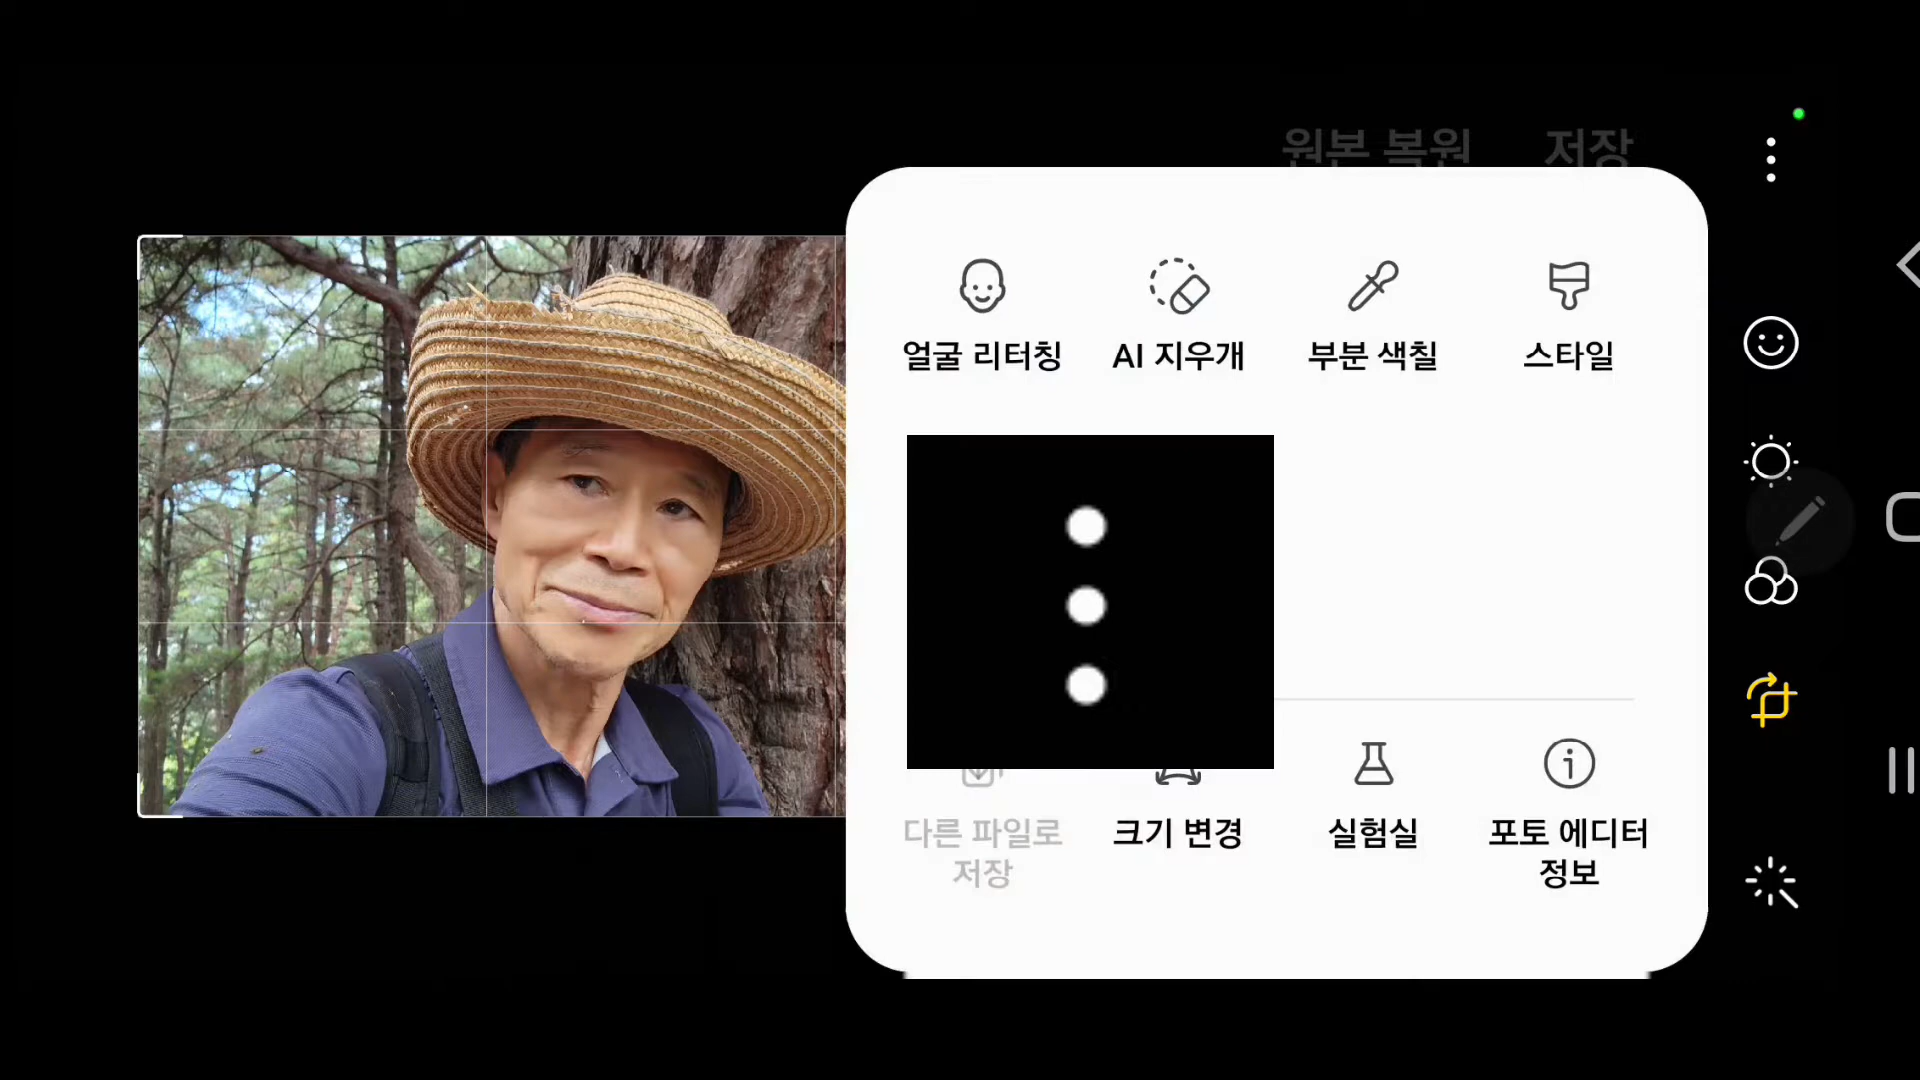 원본 복원 저장
얼굴 리터칭 AI 지우개 부분 색칠 스타일
다른 파일로 크기 변경 실험실 포토 에디터
저장 정보